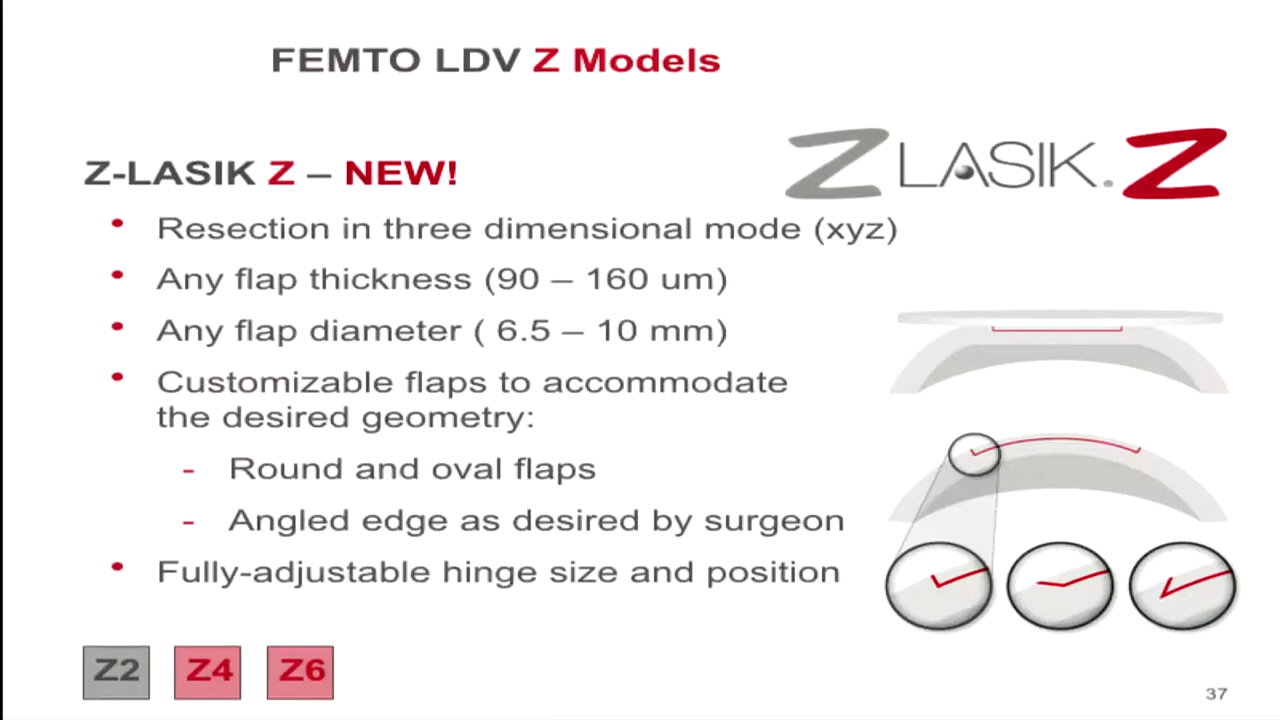 FEMTO LDV Z Models
Z LASIK. Z
Z-LASIK Z – NEW!
• Resection in three dimensional mode (xyz)
• Any flap thickness (90 – 160 um)
• Any flap diameter ( 6.5 – 10 mm)
• Customizable flaps to accommodate
the desired geometry:
- Round and oval flaps
- Angled edge as desired by surgeon
• Fully-adjustable hinge size and position
Z2 Z4 Z6
37